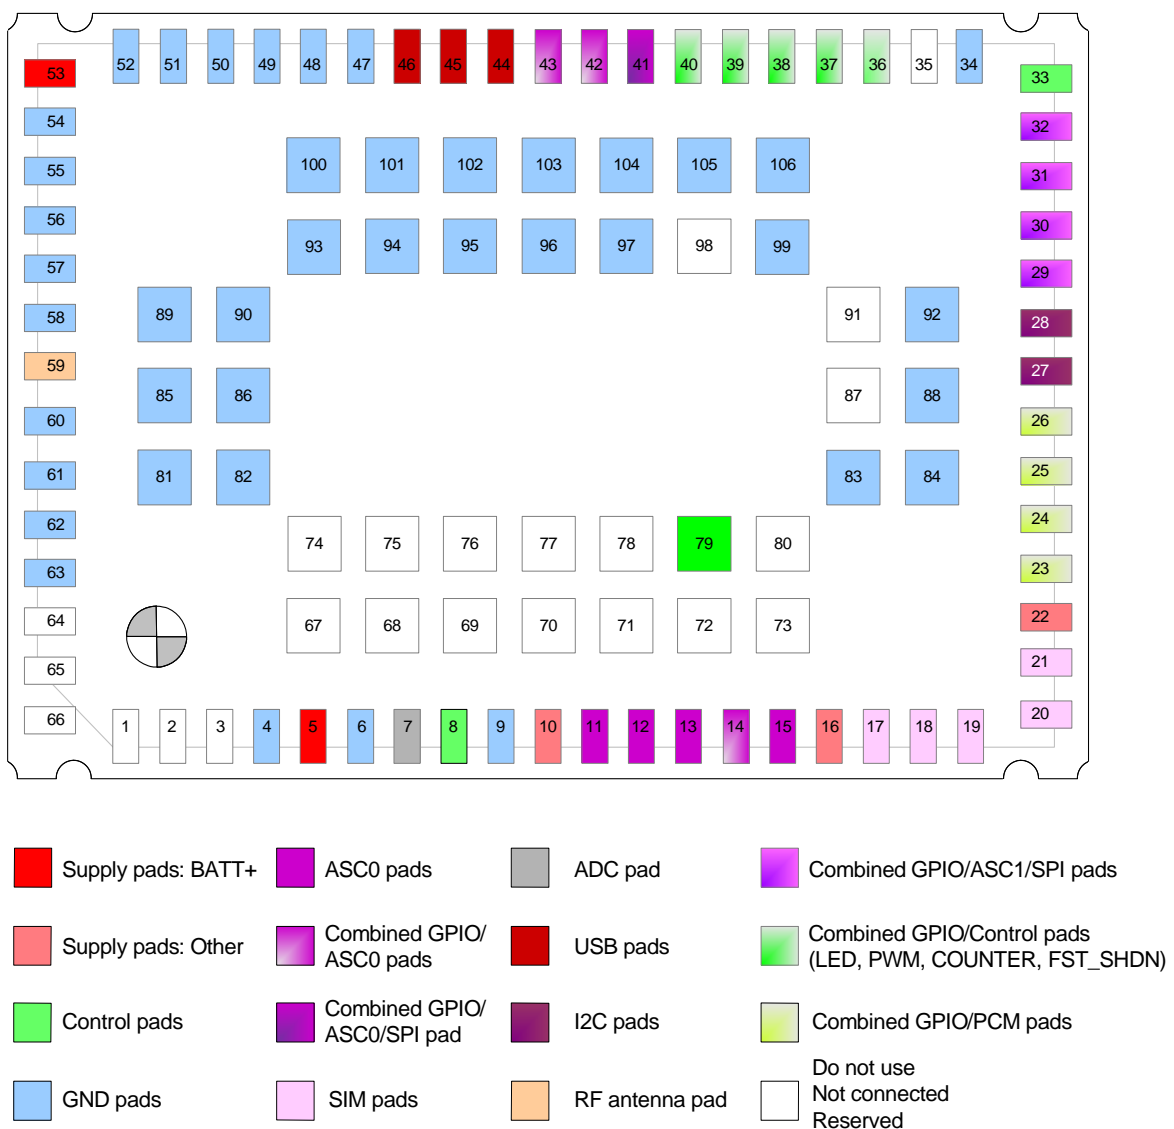 52 51 50 49 48 47 46 45 44 43 42 41 40 39 38 37 36 35 34
53 33
54 32
55 31
56 30
57 29
58 28
59 27
60 26
61 25
62 24
63 23
64 22
65 21
66 20
100 101 102 103 104 105 106
93 94 95 96 97 98 99
89 90 91 92
85 86 87 88
81 82 83 84
74 75 76 77 78 79 80
67 68 69 70 71 72 73
1 2 3 4 5 6 7 8 9 10 11 12 13 14 15 16 17 18 19
Supply pads: BATT+
ASC0 pads
ADC pad
Combined GPIO/ASC1/SPI pads
Supply pads: Other
Combined GPIO/
ASC0 pads
USB pads
Combined GPIO/Control pads
(LED, PWM, COUNTER, FST_SHDN)
Control pads
Combined GPIO/
ASC0/SPI pad
I2C pads
Combined GPIO/PCM pads
GND pads
SIM pads
RF antenna pad
Do not use
Not connected
Reserved